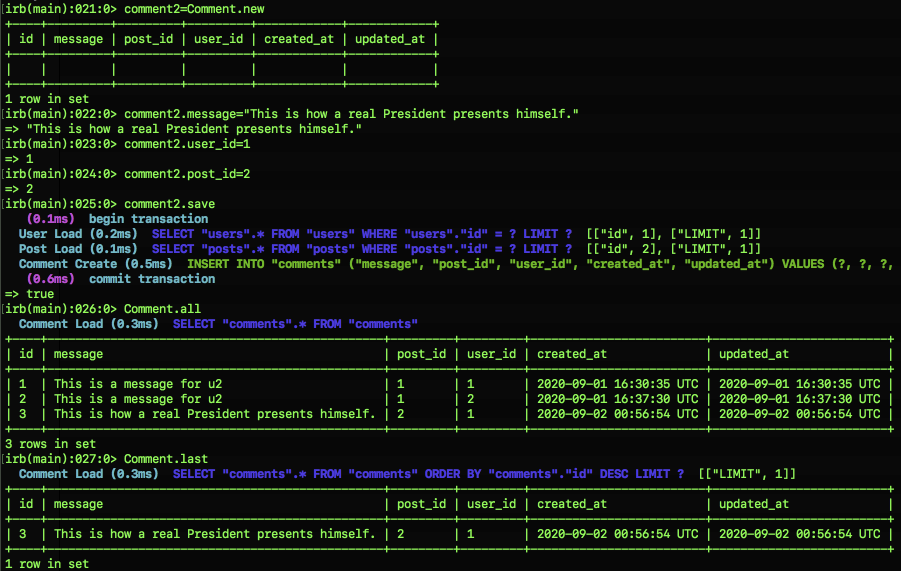 irb(main):021:0> comment2=Comment.new
| id | message | post_id | user_id | created_at | updated_at |
1 row in set
irb(main):022:0> comment2.message="This is how a real President presents himself."
=> "This is how a real President presents himself."
irb(main):023:0> comment2.user_id=1
=> 1
irb(main):024:0> comment2.post_id=2
=> 2
irb(main):025:0> comment2.save
(0.1ms) begin transaction
User Load (0.2ms) SELECT "users".* FROM "users" WHERE "users"."id" = ? LIMIT ? [["id", 1], ["LIMIT", 1]]
Post Load (0.1ms) SELECT "posts".* FROM "posts" WHERE "posts"."id" = ? LIMIT ? [["id", 2], ["LIMIT", 1]]
Comment Create (0.5ms) INSERT INTO "comments" ("message", "post_id", "user_id", "created_at", "updated_at") VALUES (?, ?, ?,
(0.6ms) commit transaction
=> true
irb(main):026:0> Comment.all
Comment Load (0.3ms) SELECT "comments".* FROM "comments"
| id | message | post_id | user_id | created_at | updated_at |
| 1 | This is a message for u2 | 1 | 1 | 2020-09-01 16:30:35 UTC | 2020-09-01 16:30:35 UTC |
| 2 | This is a message for u2 | 1 | 2 | 2020-09-01 16:37:30 UTC | 2020-09-01 16:37:30 UTC |
| 3 | This is how a real President presents himself. | 2 | 1 | 2020-09-02 00:56:54 UTC | 2020-09-02 00:56:54 UTC |
3 rows in set
irb(main):027:0> Comment.last
Comment Load (0.3ms) SELECT "comments".* FROM "comments" ORDER BY "comments"."id" DESC LIMIT ? [["LIMIT", 1]]
| id | message | post_id | user_id | created_at | updated_at |
| 3 | This is how a real President presents himself. | 2 | 1 | 2020-09-02 00:56:54 UTC | 2020-09-02 00:56:54 UTC |
1 row in set